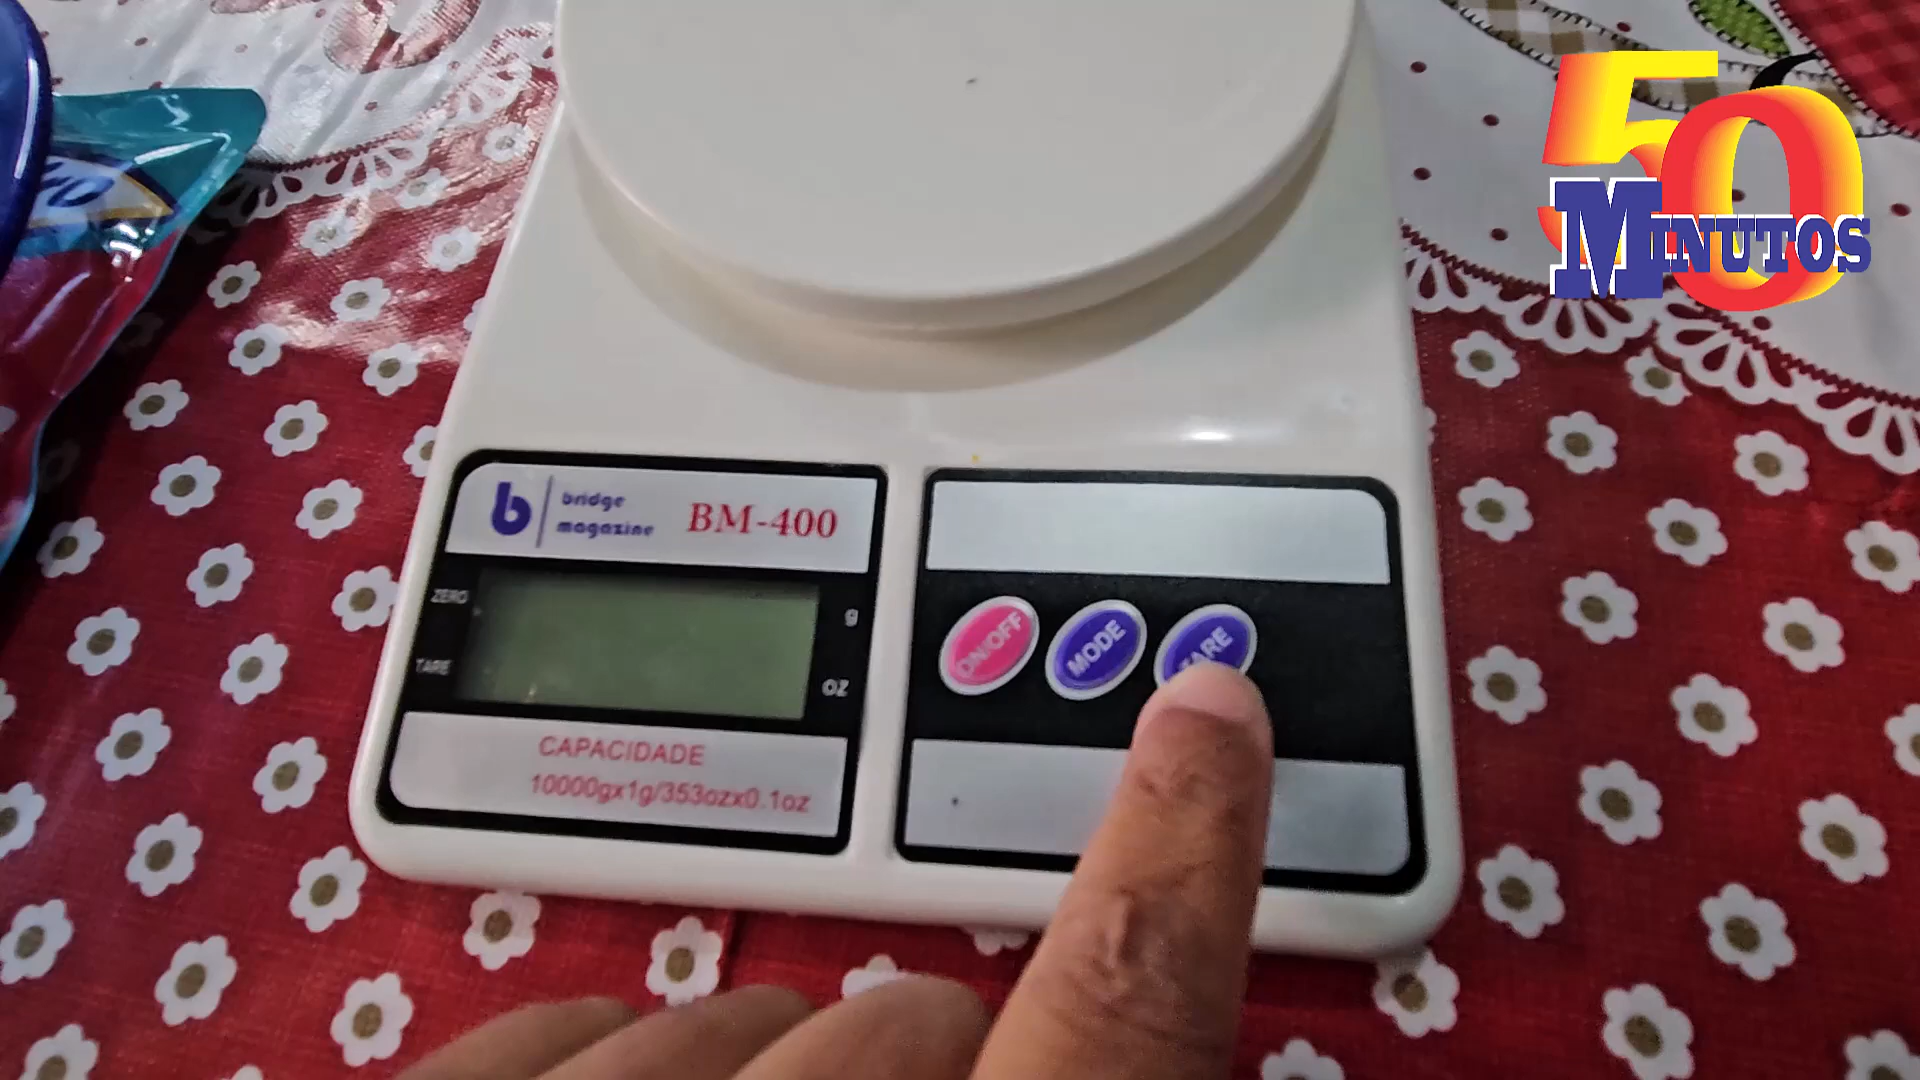 50
MINUTOS
b bridge
magazine
BM-400
ZERO
TARE
g
oz
CAPACIDADE
10000gx1g/353ozx0.1oz
ON/OFF
MODE
TARE